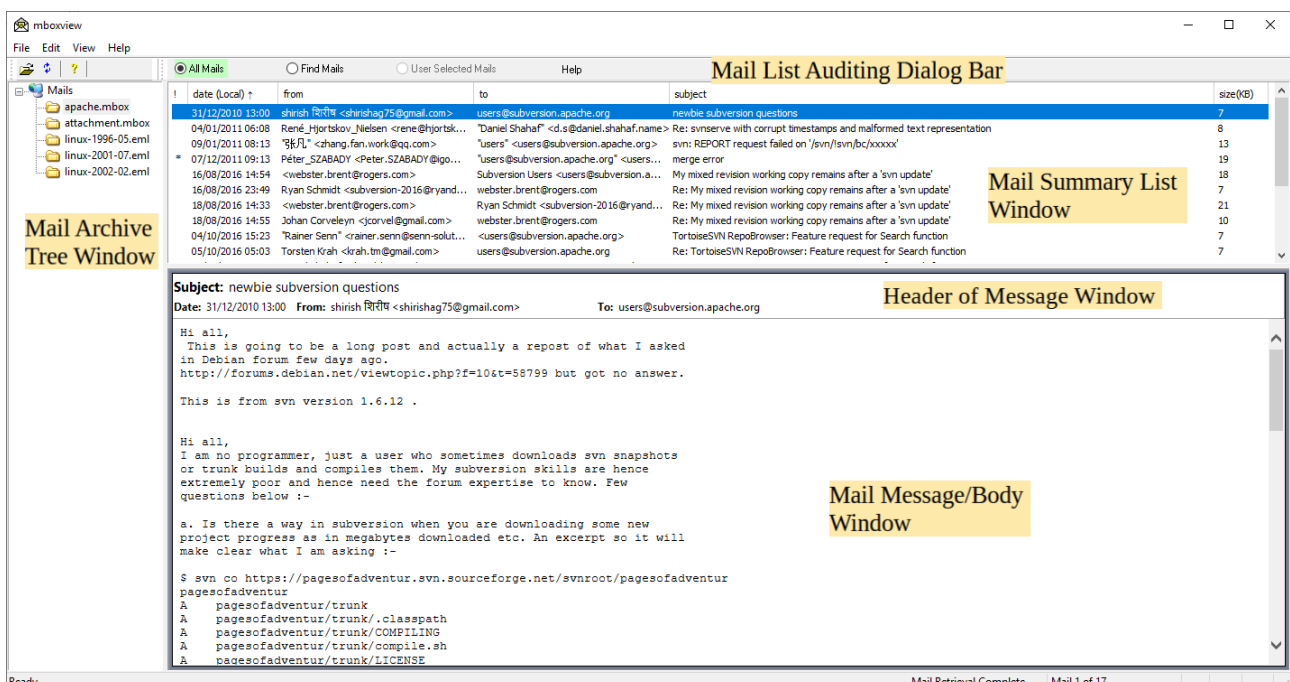 mboxview
File Edit View Help
All Mails Find Mails User Selected Mails Help Mail List Auditing Dialog Bar
Mails
apache.mbox
attachment.mbox
linux-1996-05.eml
linux-2001-07.eml
linux-2002-02.eml
Mail Archive
Tree Window
! date (Local) ↑ from to subject size(KB)
31/12/2010 13:00 shirish शिरीष <shirishag75@gmail.com> users@subversion.apache.org newbie subversion questions 7
04/01/2011 06:08 René_Hjortskov_Nielsen <rene@hjortsk... "Daniel Shahaf" <d.s@daniel.shahaf.name> Re: svnserve with corrupt timestamps and malformed text representation 8
09/01/2011 08:13 "张凡" <zhang.fan.work@qq.com> "users" <users@subversion.apache.org> svn: REPORT request failed on '/svn/!svn/bc/xxxxx' 13
* 07/12/2011 09:13 Péter_SZABADY <Peter.SZABADY@igo... "users@subversion.apache.org" <users... merge error 19
16/08/2016 14:54 <webster.brent@rogers.com> Subversion Users <users@subversion.a... My mixed revision working copy remains after a 'svn update' 18
16/08/2016 23:49 Ryan Schmidt <subversion-2016@ryand... webster.brent@rogers.com Re: My mixed revision working copy remains after a 'svn update' 7
18/08/2016 14:33 <webster.brent@rogers.com> Ryan Schmidt <subversion-2016@ryand... Re: My mixed revision working copy remains after a 'svn update' 21
18/08/2016 14:55 Johan Corveleyn <jcorvel@gmail.com> webster.brent@rogers.com Re: My mixed revision working copy remains after a 'svn update' 10
04/10/2016 15:23 "Rainer Senn" <rainer.senn@senn-solut... <users@subversion.apache.org> TortoiseSVN RepoBrowser: Feature request for Search function 7
05/10/2016 05:03 Torsten Krah <krah.tm@gmail.com> users@subversion.apache.org Re: TortoiseSVN RepoBrowser: Feature request for Search function 7
Mail Summary List
Window
Subject: newbie subversion questions
Date: 31/12/2010 13:00 From: shirish शिरीष <shirishag75@gmail.com> To: users@subversion.apache.org
Header of Message Window
Hi all,
This is going to be a long post and actually a repost of what I asked
in Debian forum few days ago.
http://forums.debian.net/viewtopic.php?f=10&t=58799 but got no answer.
This is from svn version 1.6.12 .
Hi all,
I am no programmer, just a user who sometimes downloads svn snapshots
or trunk builds and compiles them. My subversion skills are hence
extremely poor and hence need the forum expertise to know. Few
questions below :-
a. Is there a way in subversion when you are downloading some new
project progress as in megabytes downloaded etc. An excerpt so it will
make clear what I am asking :-
$ svn co https://pagesofadventur.svn.sourceforge.net/svnroot/pagesofadventur
pagesofadventur
A pagesofadventur/trunk
A pagesofadventur/trunk/.classpath
A pagesofadventur/trunk/COMPILING
A pagesofadventur/trunk/compile.sh
A pagesofadventur/trunk/LICENSE
Mail Message/Body
Window
Ready Mail Retrieval Complete Mail 1 of 17